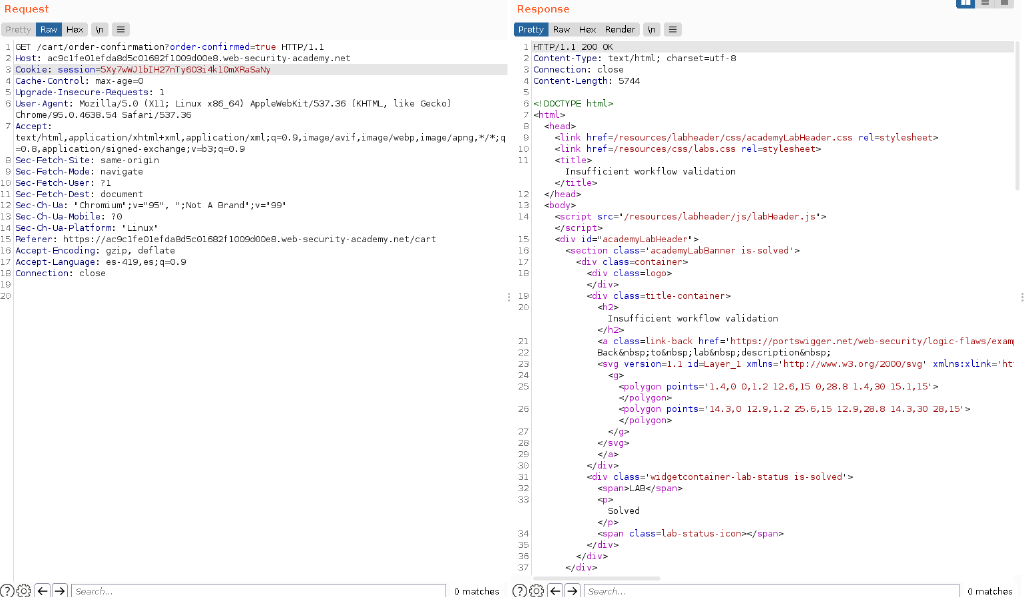 Request
Pretty Raw Hex \n
1 GET /cart/order-confirmation?order-confirmed=true HTTP/1.1
2 Host: ac9c1fe01efda8d5c01682f1009d00e8.web-security-academy.net
3 Cookie: session=5Xy7wWJ1bIH27nTy6O3i4kl0mXRaSaNy
4 Cache-Control: max-age=0
5 Upgrade-Insecure-Requests: 1
6 User-Agent: Mozilla/5.0 (X11; Linux x86_64) AppleWebKit/537.36 (KHTML, like Gecko)
Chrome/95.0.4638.54 Safari/537.36
7 Accept:
text/html,application/xhtml+xml,application/xml;q=0.9,image/avif,image/webp,image/apng,*/*;q
=0.8,application/signed-exchange;v=b3;q=0.9
8 Sec-Fetch-Site: same-origin
9 Sec-Fetch-Mode: navigate
10 Sec-Fetch-User: ?1
11 Sec-Fetch-Dest: document
12 Sec-Ch-Ua: "Chromium";v="95", ";Not A Brand";v="99"
13 Sec-Ch-Ua-Mobile: ?0
14 Sec-Ch-Ua-Platform: "Linux"
15 Referer: https://ac9c1fe01efda8d5c01682f1009d00e8.web-security-academy.net/cart
16 Accept-Encoding: gzip, deflate
17 Accept-Language: es-419,es;q=0.9
18 Connection: close
19
20
Search...
0 matches
Response
Pretty Raw Hex Render \n
1 HTTP/1.1 200 OK
2 Content-Type: text/html; charset=utf-8
3 Connection: close
4 Content-Length: 5744
5
6 <!DOCTYPE html>
7 <html>
8 <head>
9 <link href=/resources/labheader/css/academyLabHeader.css rel=stylesheet>
10 <link href=/resources/css/labs.css rel=stylesheet>
11 <title>
Insufficient workflow validation
</title>
12 </head>
13 <body>
14 <script src="/resources/labheader/js/labHeader.js">
</script>
15 <div id="academyLabHeader">
16 <section class='academyLabBanner is-solved'>
17 <div class=container>
18 <div class=logo>
</div>
19 <div class=title-container>
20 <h2>
Insufficient workflow validation
</h2>
21 <a class=link-back href='https://portswigger.net/web-security/logic-flaws/exam
22 Back&nbsp;to&nbsp;lab&nbsp;description&nbsp;
23 <svg version=1.1 id=Layer_1 xmlns='http://www.w3.org/2000/svg' xmlns:xlink='ht
24 <g>
25 <polygon points='1.4,0 0,1.2 12.6,15 0,28.8 1.4,30 15.1,15'>
</polygon>
26 <polygon points='14.3,0 12.9,1.2 25.6,15 12.9,28.8 14.3,30 28,15'>
</polygon>
27 </g>
28 </svg>
29 </a>
30 </div>
31 <div class='widgetcontainer-lab-status is-solved'>
32 <span>LAB</span>
33 <p>
Solved
</p>
34 <span class=lab-status-icon></span>
35 </div>
36 </div>
37 </div>
Search...
0 matches